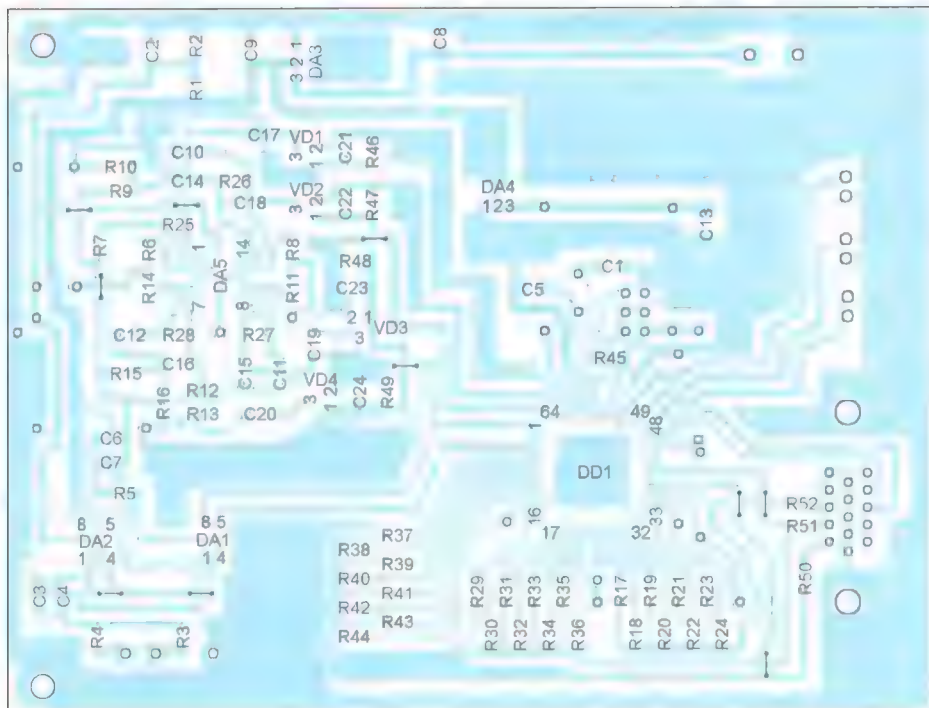 C2
R2
C9
3 2 1
DA3
C8
R1
C17
VD1
3
1 2
C21
R46
C10
R10
C14
R26
R9
C18
VD2
3
1 2
C22
R47
DA4
123
C13
R25
R7
R6
1
14
R8
R48
DA5
C1
R14
R11
C23
C5
7
8
2 1
VD3
3
C12
R28
R27
C19
R45
C16
C15
C11
R15
VD4
R12
3
1 2
C24
R49
R16
R13
C20
64
49
1
48
C6
C7
DD1
R5
R52
R51
8 5
DA2
1 4
8 5
DA1
1 4
16
17
33
32
R37
R38
R39
R40
R41
R42
R43
R44
R50
C3
C4
R29
R31
R33
R35
R17
R19
R21
R23
R4
R3
R30
R32
R34
R36
R18
R20
R22
R24